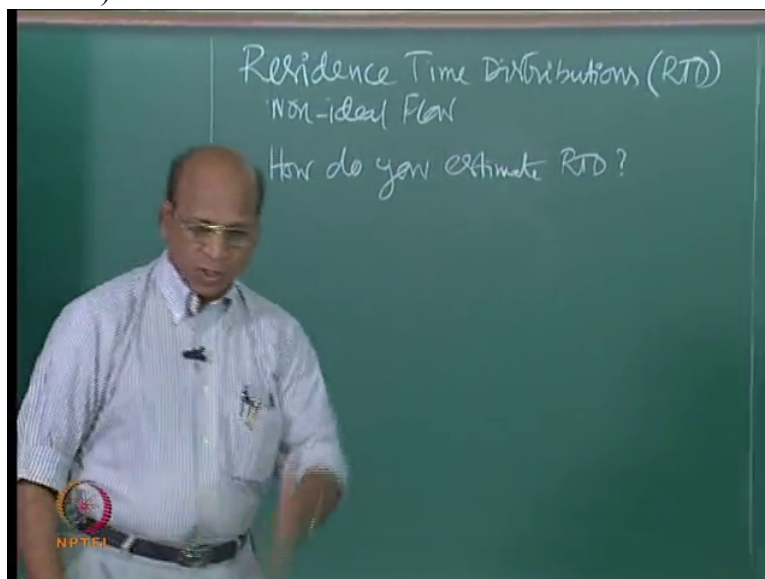 Residence Time Distributions (RTD)
Non-ideal Flow
How do you estimate RTD?
NPTEL